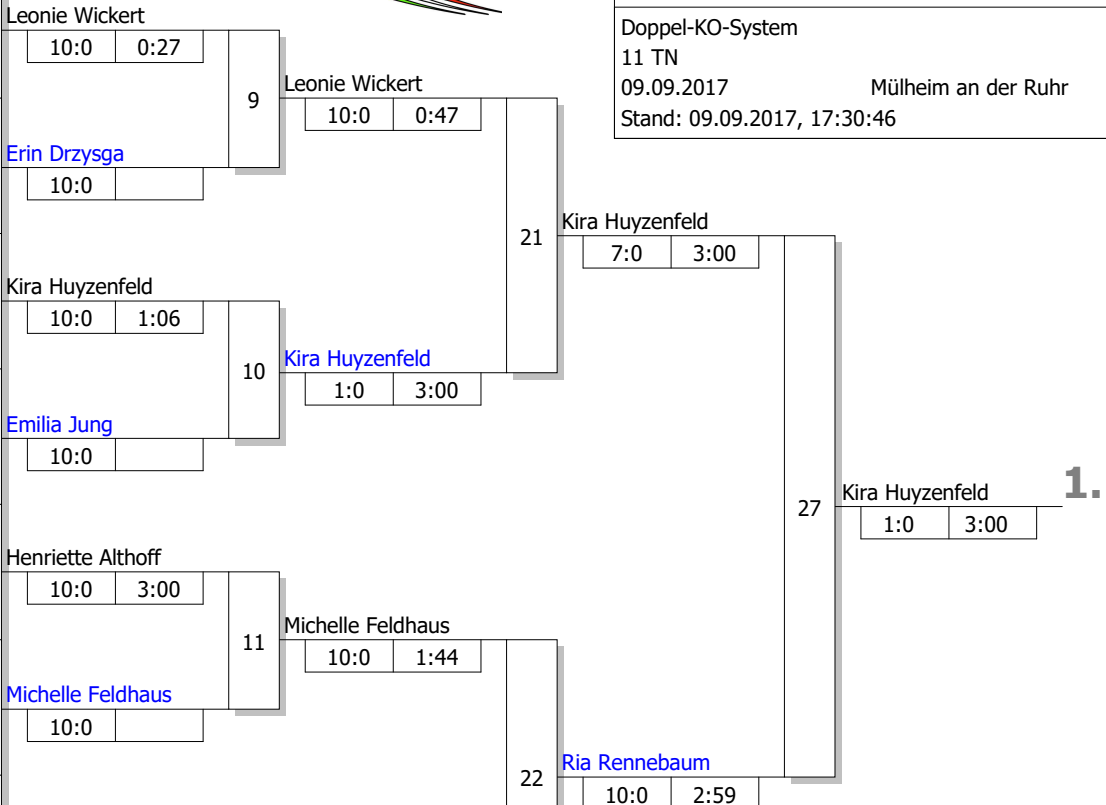 Leonie Wickert
10:0 0:27
Doppel-KO-System
11 TN
09.09.2017 Mülheim an der Ruhr
Stand: 09.09.2017, 17:30:46
9
Leonie Wickert
10:0 0:47
Erin Drzysga
10:0
21
Kira Huyzenfeld
7:0 3:00
Kira Huyzenfeld
10:0 1:06
10
Kira Huyzenfeld
1:0 3:00
Emilia Jung
10:0
27
Kira Huyzenfeld
1.
1:0 3:00
Henriette Althoff
10:0 3:00
11
Michelle Feldhaus
10:0 1:44
Michelle Feldhaus
10:0
22
Ria Rennebaum
10:0 2:59